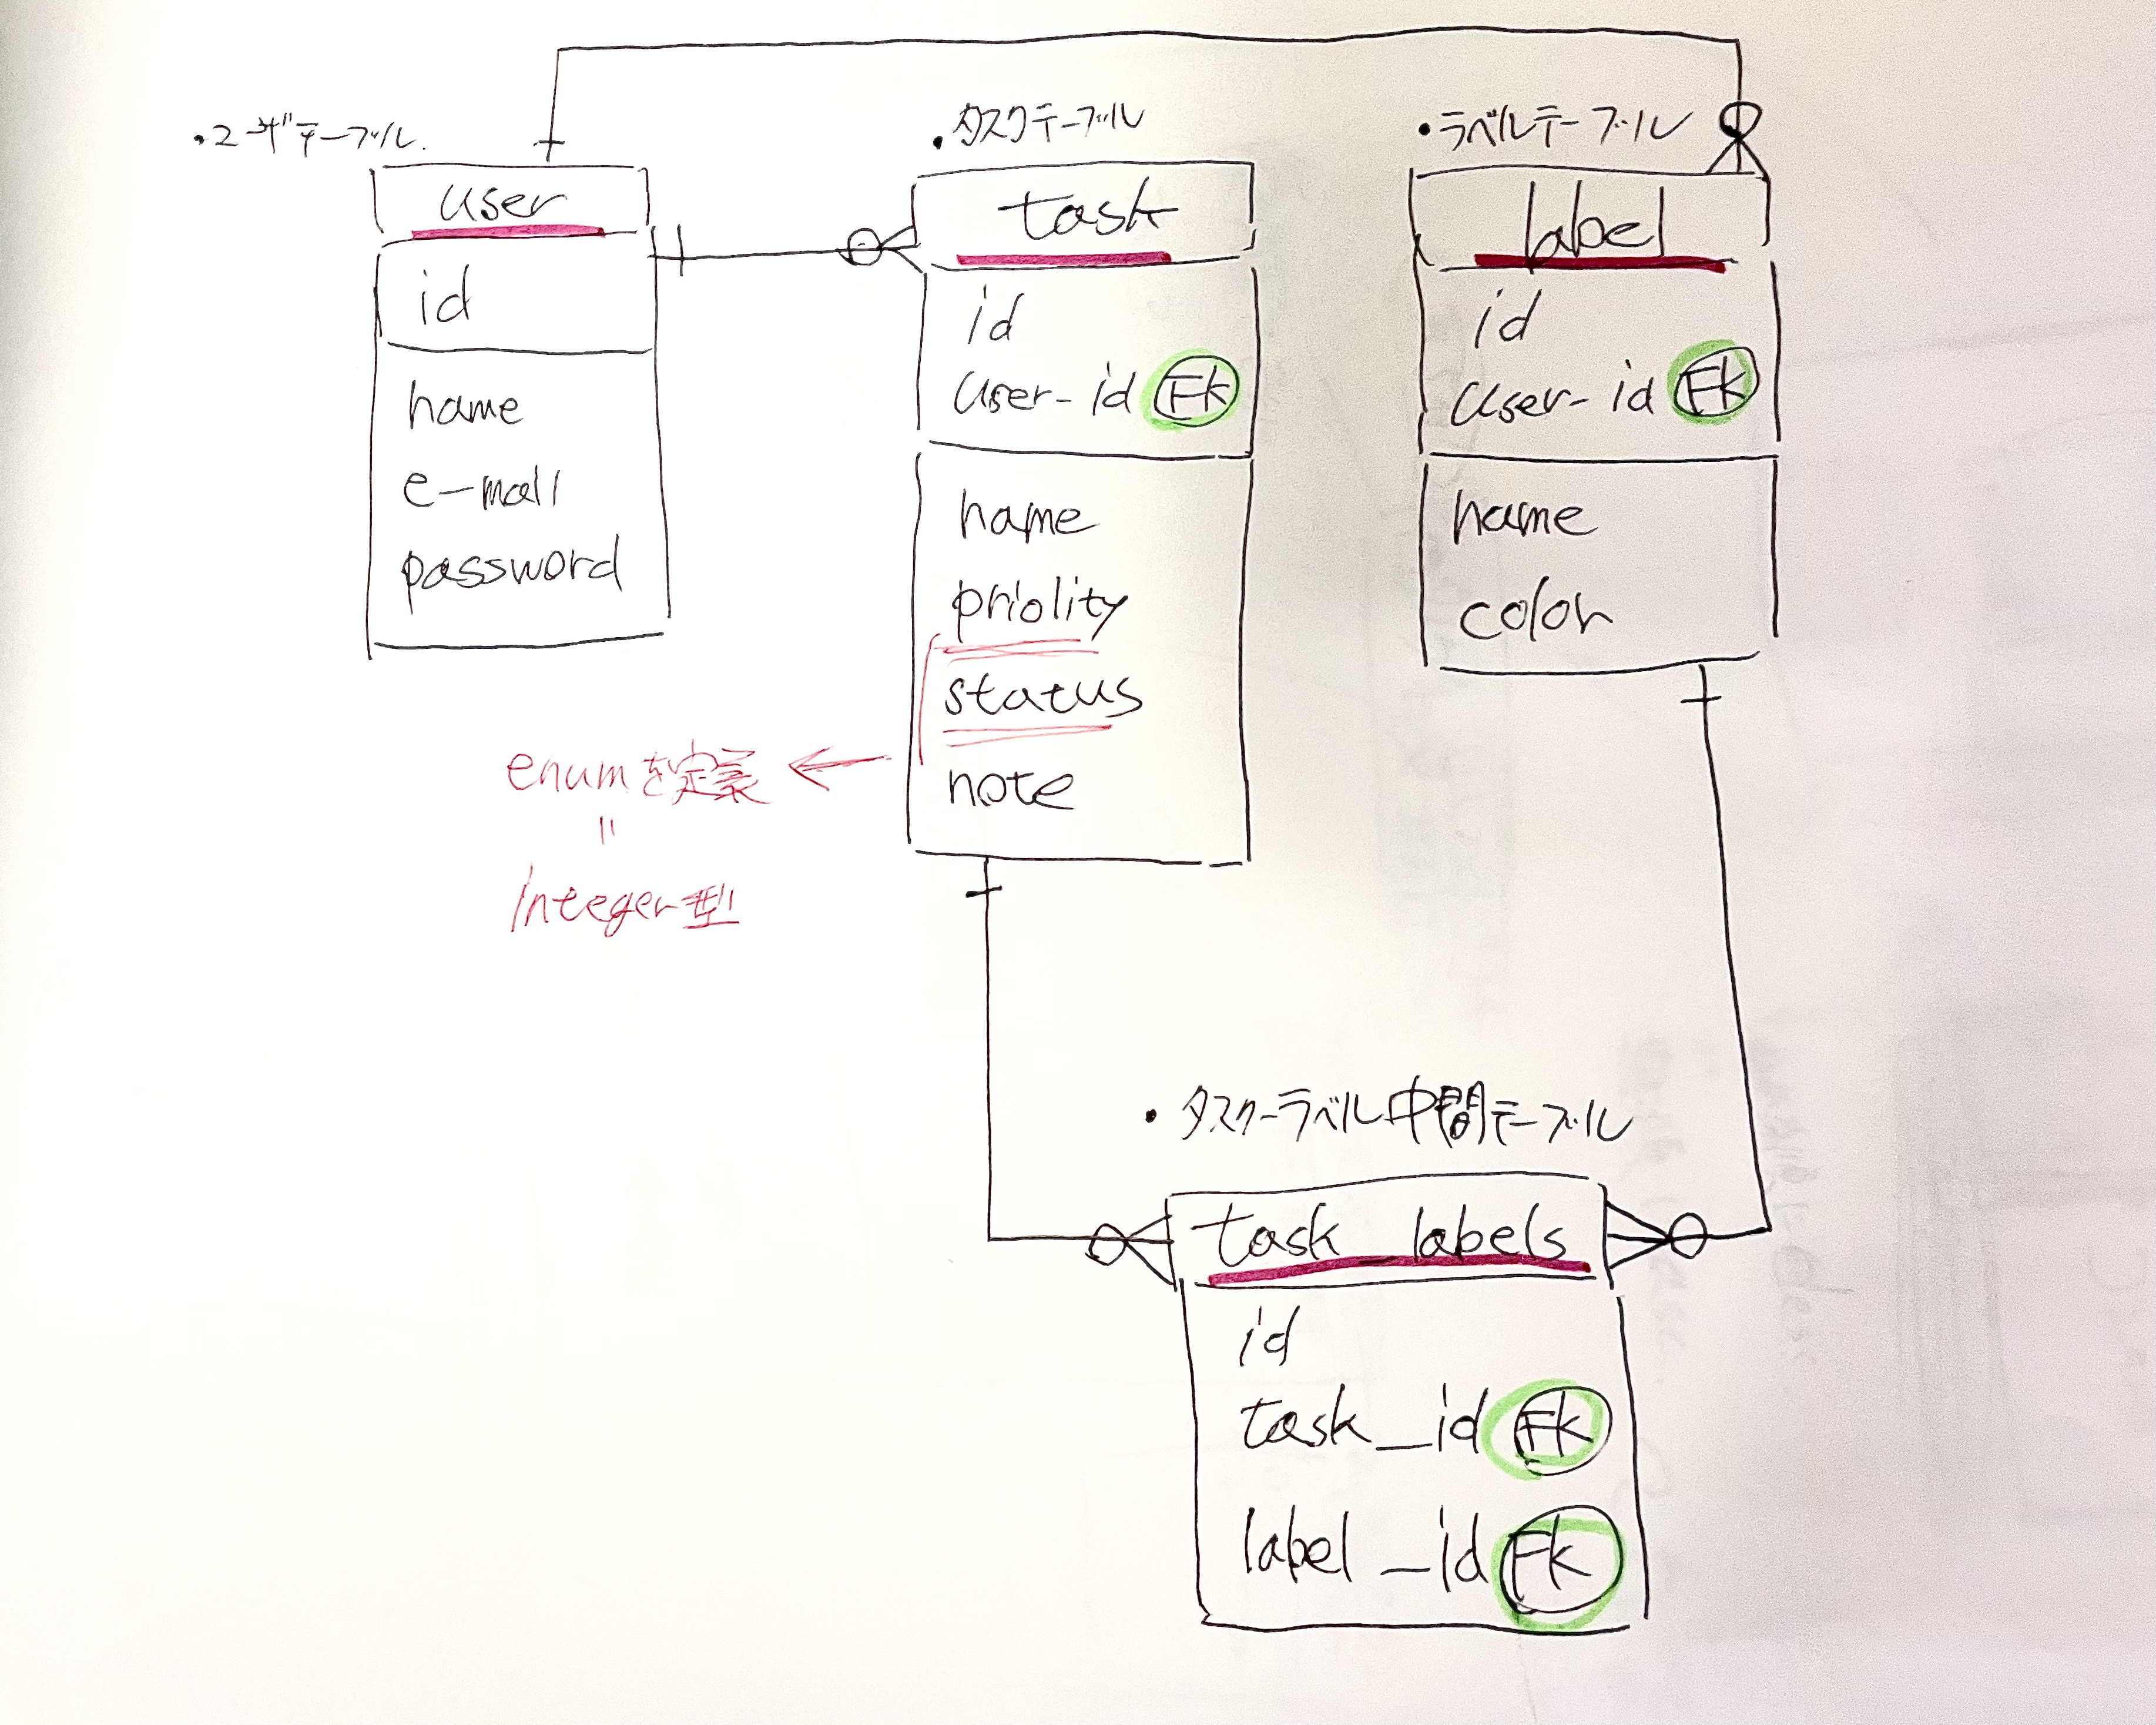 ・ユーザテーブル.
user
id
name
e-mail
password
・タスクテーブル
task
id
user-id FK
name
priolity
status
note
enumを定義
"
Integer型
・ラベルテーブル
label
id
user-id FK
name
color
・タスクーラベル中間テーブル
task_labels
id
task_id FK
label_id FK